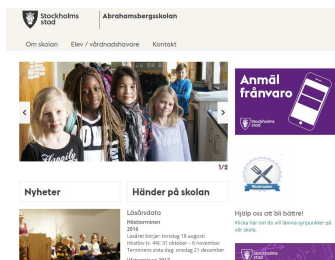 Stockholms
stad
Abrahamsbergsskolan
Om skolan Elev / vårdnadshavare Kontakt
Anmäl
frånvaro
Stockholms
stad
Happily
1/2
Nyheter
Händer på skolan
Läsårsdata
Höstterminen
2016
Läsåret börjar: torsdag 18 augusti
Höstlov (v. 44): 31 oktober - 6 november
Terminens sista dag: onsdag 21 december
Hjälp oss att bli bättre!
Klicka här om du vill lämna synpunkter på
vår skola.
Stockholms
stad